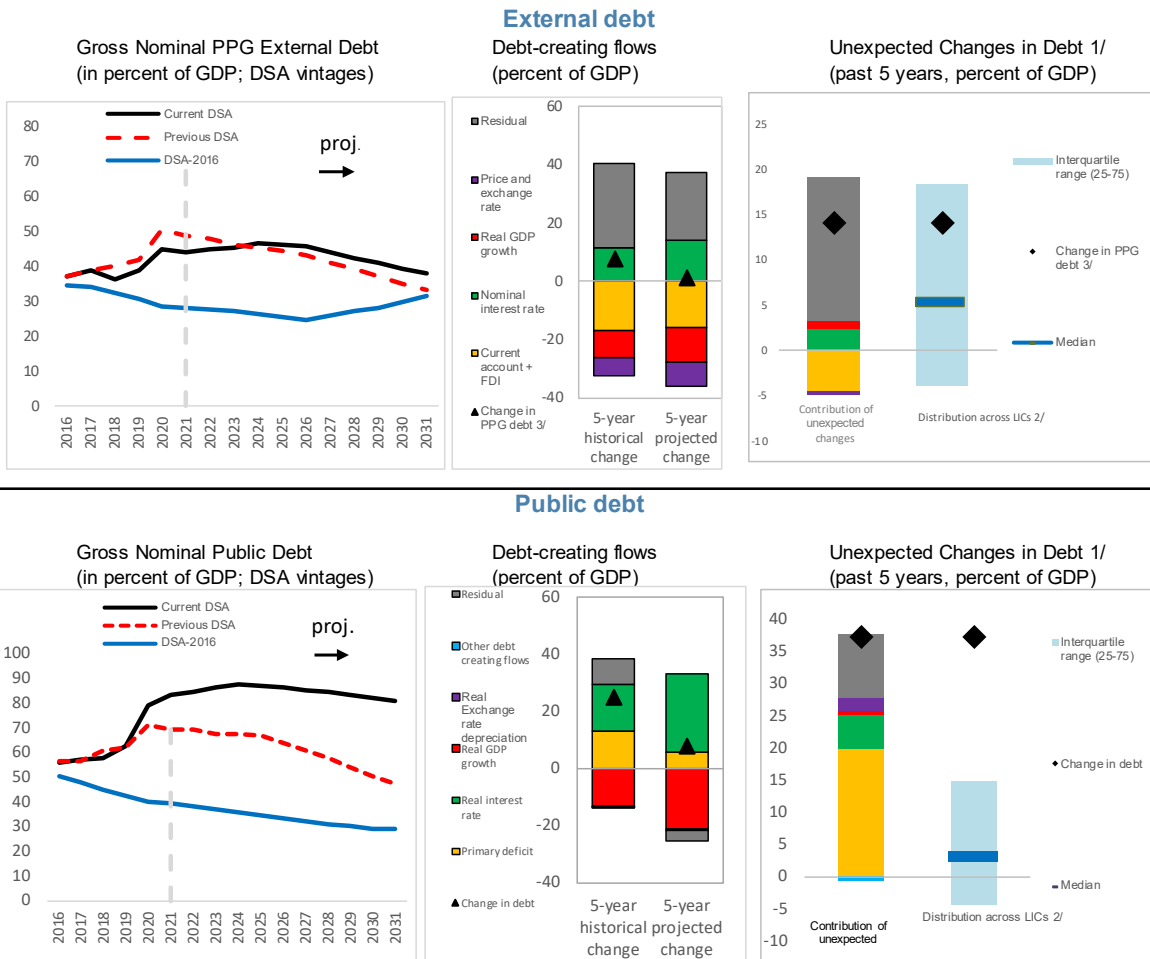 External debt
Gross Nominal PPG External Debt
(in percent of GDP; DSA vintages)
Debt-creating flows
(percent of GDP)
Unexpected Changes in Debt 1/
(past 5 years, percent of GDP)
Current DSA
Previous DSA
DSA-2016
proj.
80
70
60
50
40
30
20
10
0
2016
2017
2018
2019
2020
2021
2022
2023
2024
2025
2026
2027
2028
2029
2030
2031
Residual
Price and
exchange
rate
Real GDP
growth
Nominal
interest rate
Current
account +
FDI
Change in
PPG debt 3/
60
40
20
0
-20
-40
5-year
historical
change
5-year
projected
change
25
20
15
10
5
0
-5
-10
Contribution of
unexpected
changes
Distribution across LICs 2/
Interquartile
range (25-75)
Change in PPG
debt 3/
Median
Public debt
Gross Nominal Public Debt
(in percent of GDP; DSA vintages)
Debt-creating flows
(percent of GDP)
Unexpected Changes in Debt 1/
(past 5 years, percent of GDP)
Current DSA
Previous DSA
DSA-2016
proj.
100
90
80
70
60
50
40
30
20
10
0
2016
2017
2018
2019
2020
2021
2022
2023
2024
2025
2026
2027
2028
2029
2030
2031
Residual
Other debt
creating flows
Real
Exchange
rate
depreciation
Real GDP
growth
Real interest
rate
Primary deficit
Change in debt
60
40
20
0
-20
-40
5-year
historical
change
5-year
projected
change
40
35
30
25
20
15
10
5
0
-5
-10
Contribution of
unexpected
Distribution across LICs 2/
Interquartile
range (25-75)
Change in debt
Median